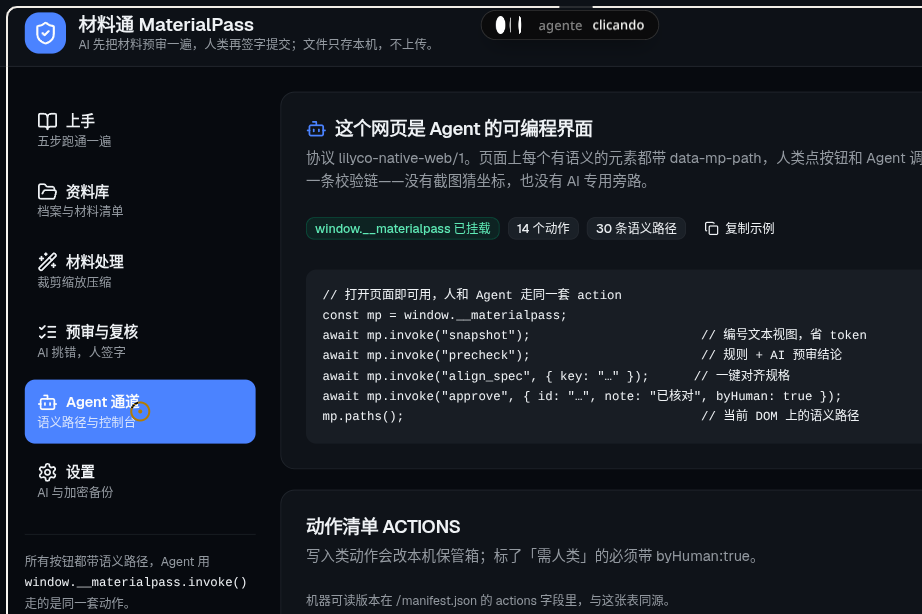 材料通 MaterialPass
AI 先把材料预审一遍，人类再签字提交；文件只存本机，不上传。
agente clicando
上手
五步跑通一遍
资料库
档案与材料清单
材料处理
裁剪缩放压缩
预审与复核
AI 挑错，人签字
Agent 通道
语义路径与控制台
设置
AI 与加密备份
所有按钮都带语义路径，Agent 用
window.__materialpass.invoke()
走的是同一套动作。
这个网页是 Agent 的可编程界面
协议 lilyco-native-web/1。页面上每个有语义的元素都带 data-mp-path，人类点按钮和 Agent 调
一条校验链——没有截图猜坐标，也没有 AI 专用旁路。
window.__materialpass 已挂载 14 个动作 30 条语义路径 复制示例
// 打开页面即可用，人和 Agent 走同一套 action
const mp = window.__materialpass;
await mp.invoke("snapshot"); // 编号文本视图，省 token
await mp.invoke("precheck"); // 规则 + AI 预审结论
await mp.invoke("align_spec", { key: "…" }); // 一键对齐规格
await mp.invoke("approve", { id: "…", note: "已核对", byHuman: true });
mp.paths(); // 当前 DOM 上的语义路径
动作清单 ACTIONS
写入类动作会改本机保管箱；标了「需人类」的必须带 byHuman:true。
机器可读版本在 /manifest.json 的 actions 字段里，与这张表同源。